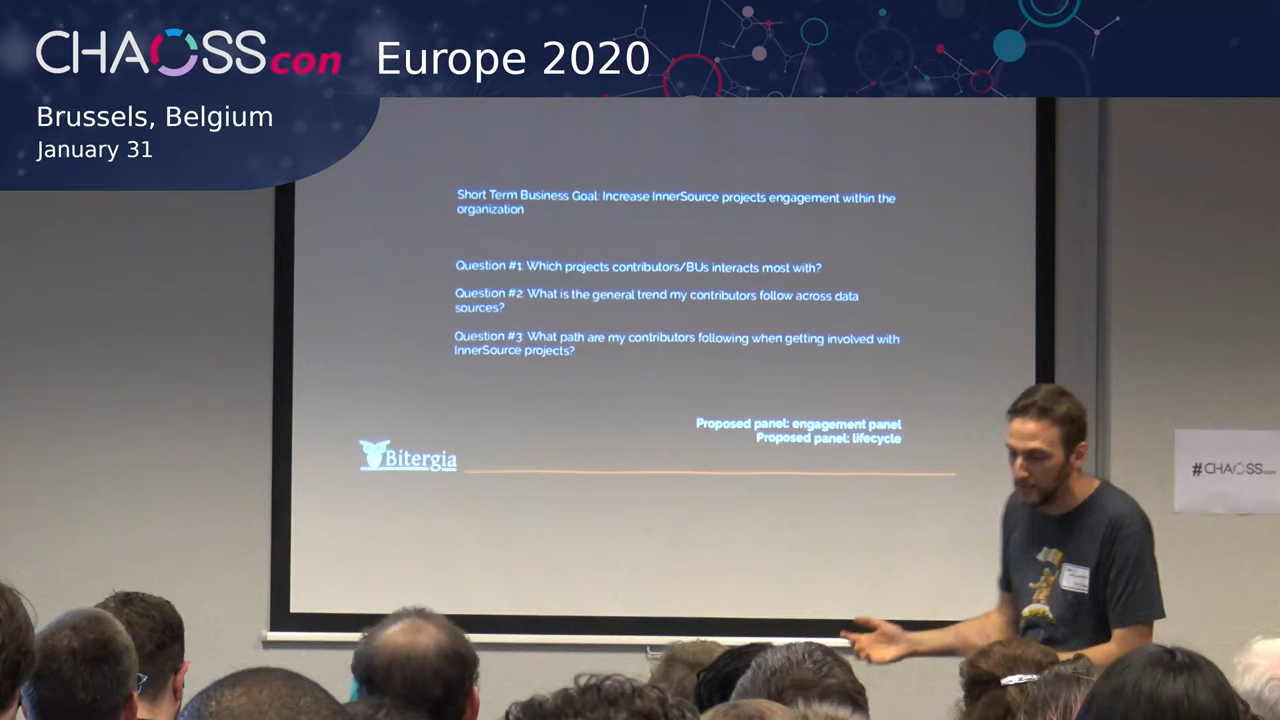 CHAOSScon Europe 2020
Brussels, Belgium
January 31
Short Term Business Goal: Increase InnerSource projects engagement within the
organization
Question #1: Which projects contributors/BUs interacts most with?
Question #2: What is the general trend my contributors follow across data
sources?
Question #3: What path are my contributors following when getting involved with
InnerSource projects?
Proposed panel: engagement panel
Proposed panel: lifecycle
Bitergia
#CHAOSScon